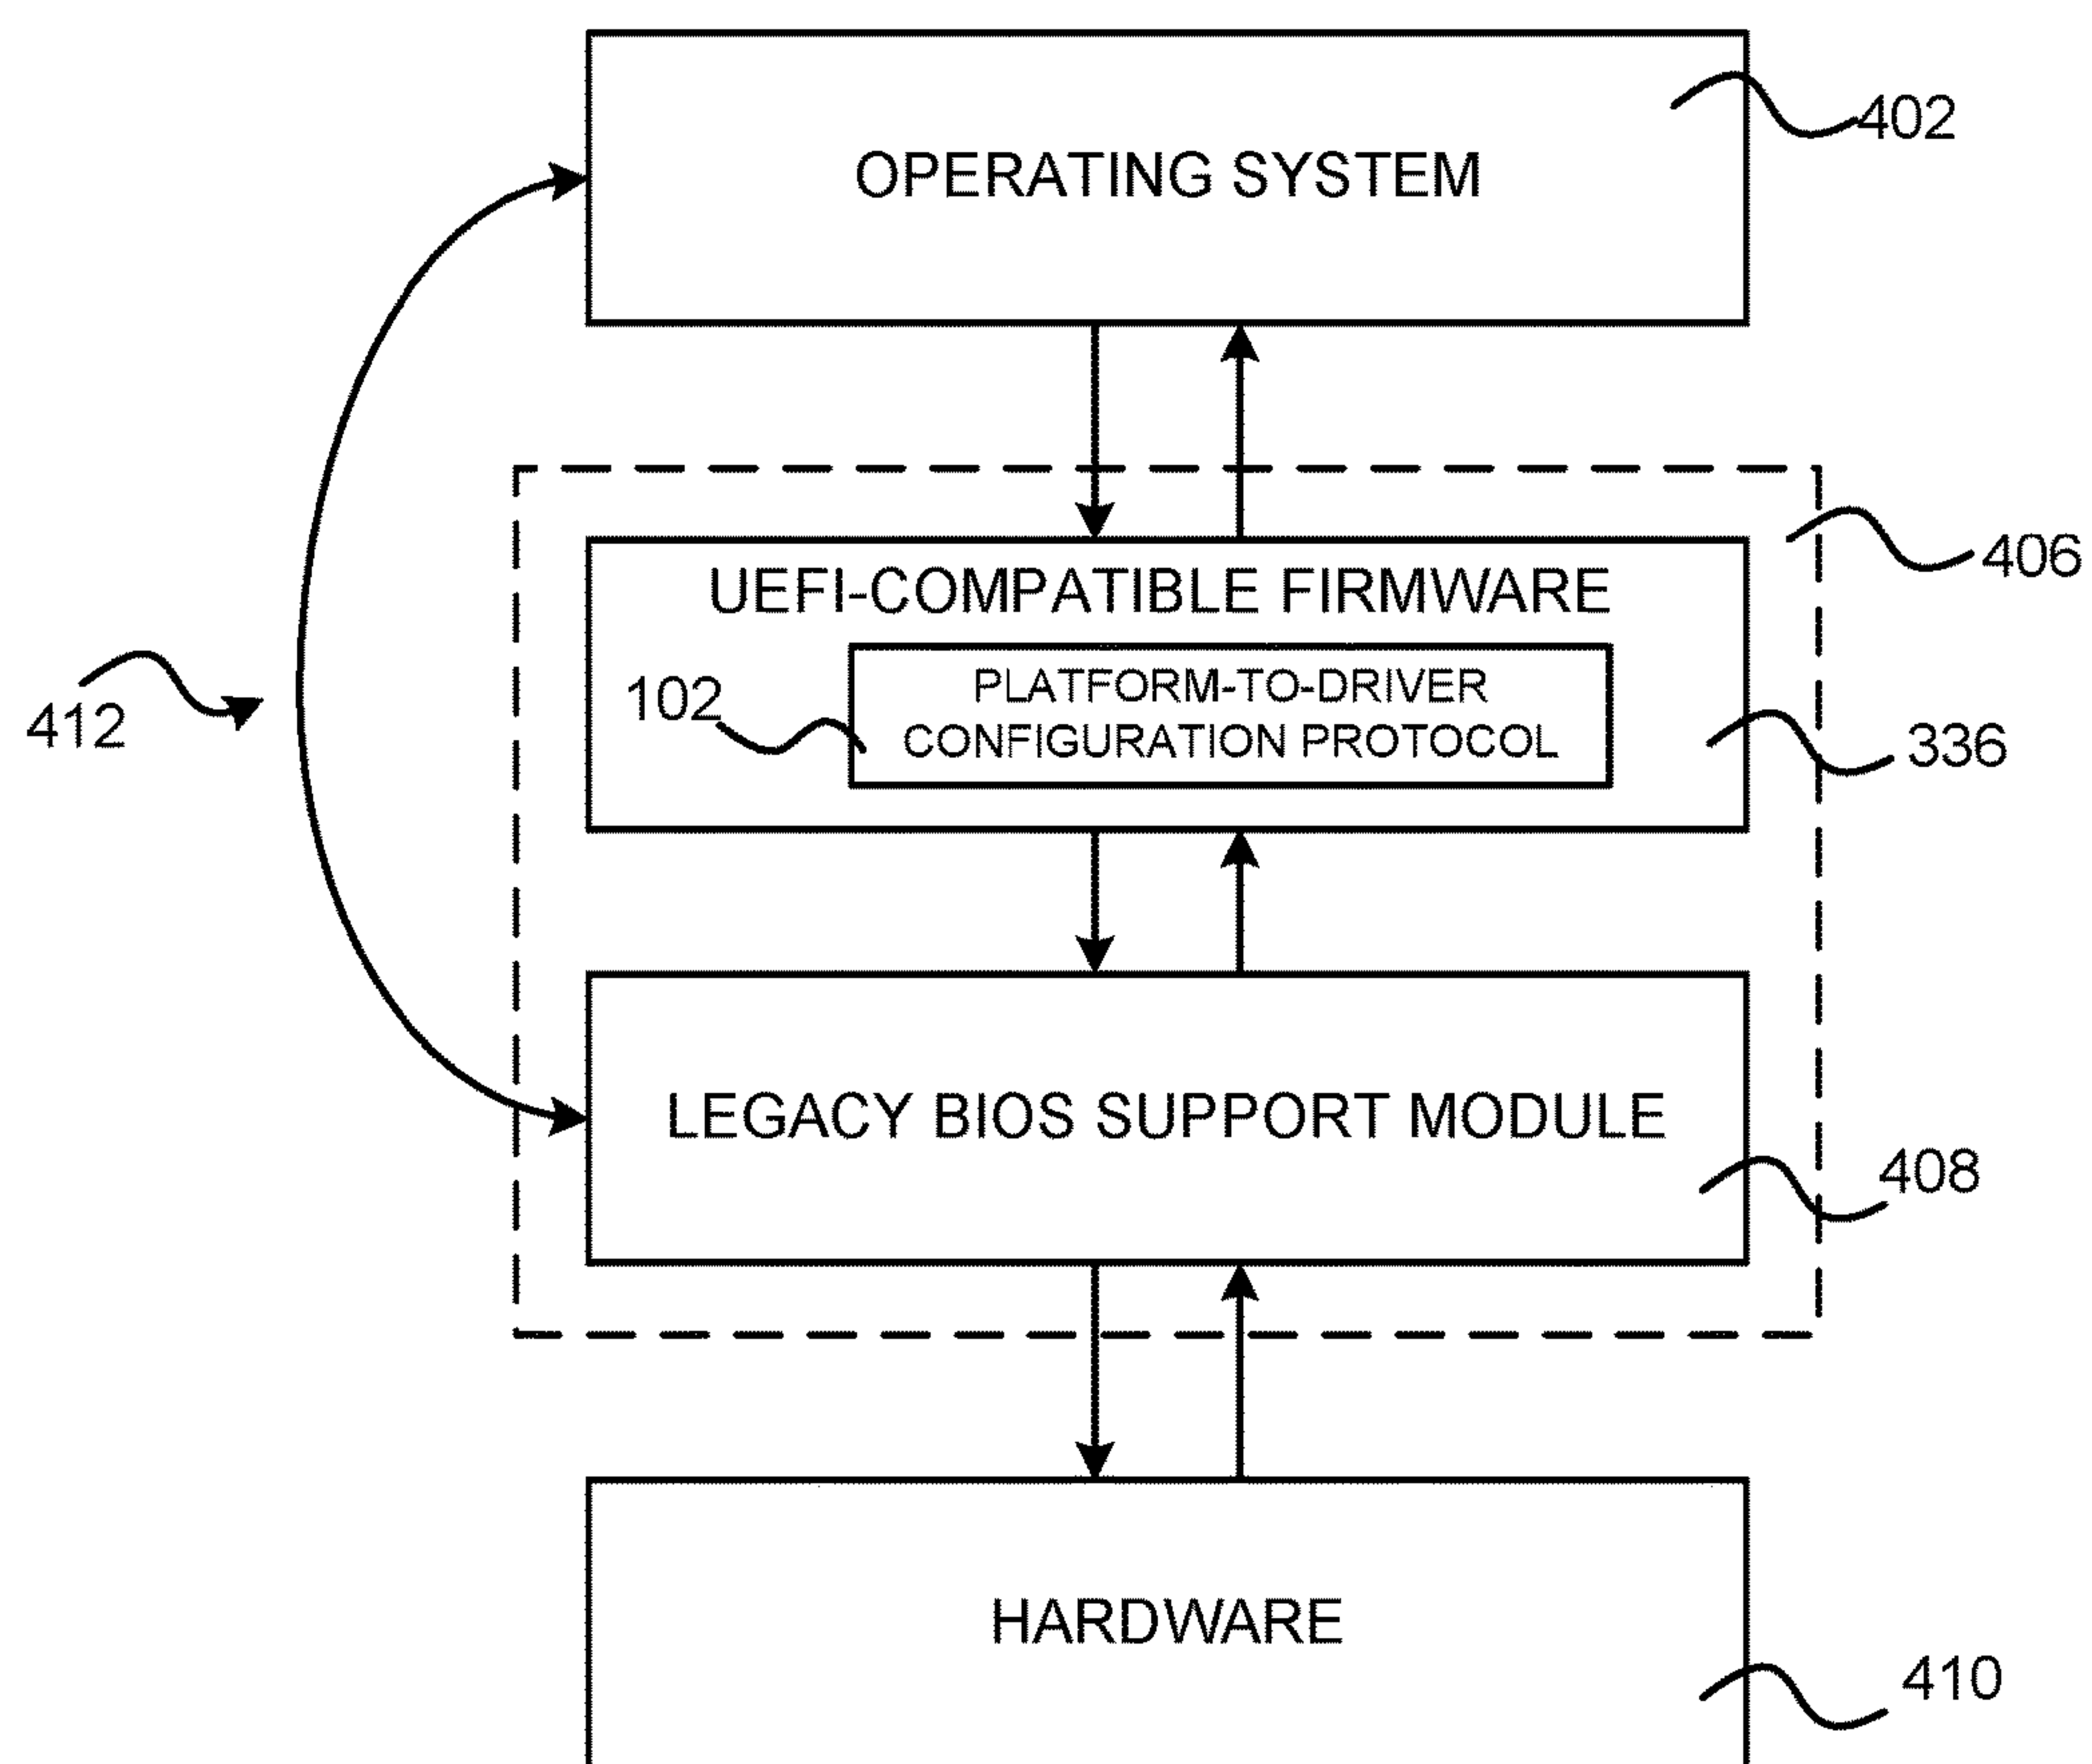 402
OPERATING SYSTEM
406
UEFI-COMPATIBLE FIRMWARE
102
PLATFORM-TO-DRIVER
CONFIGURATION PROTOCOL
336
412
LEGACY BIOS SUPPORT MODULE
408
HARDWARE
410